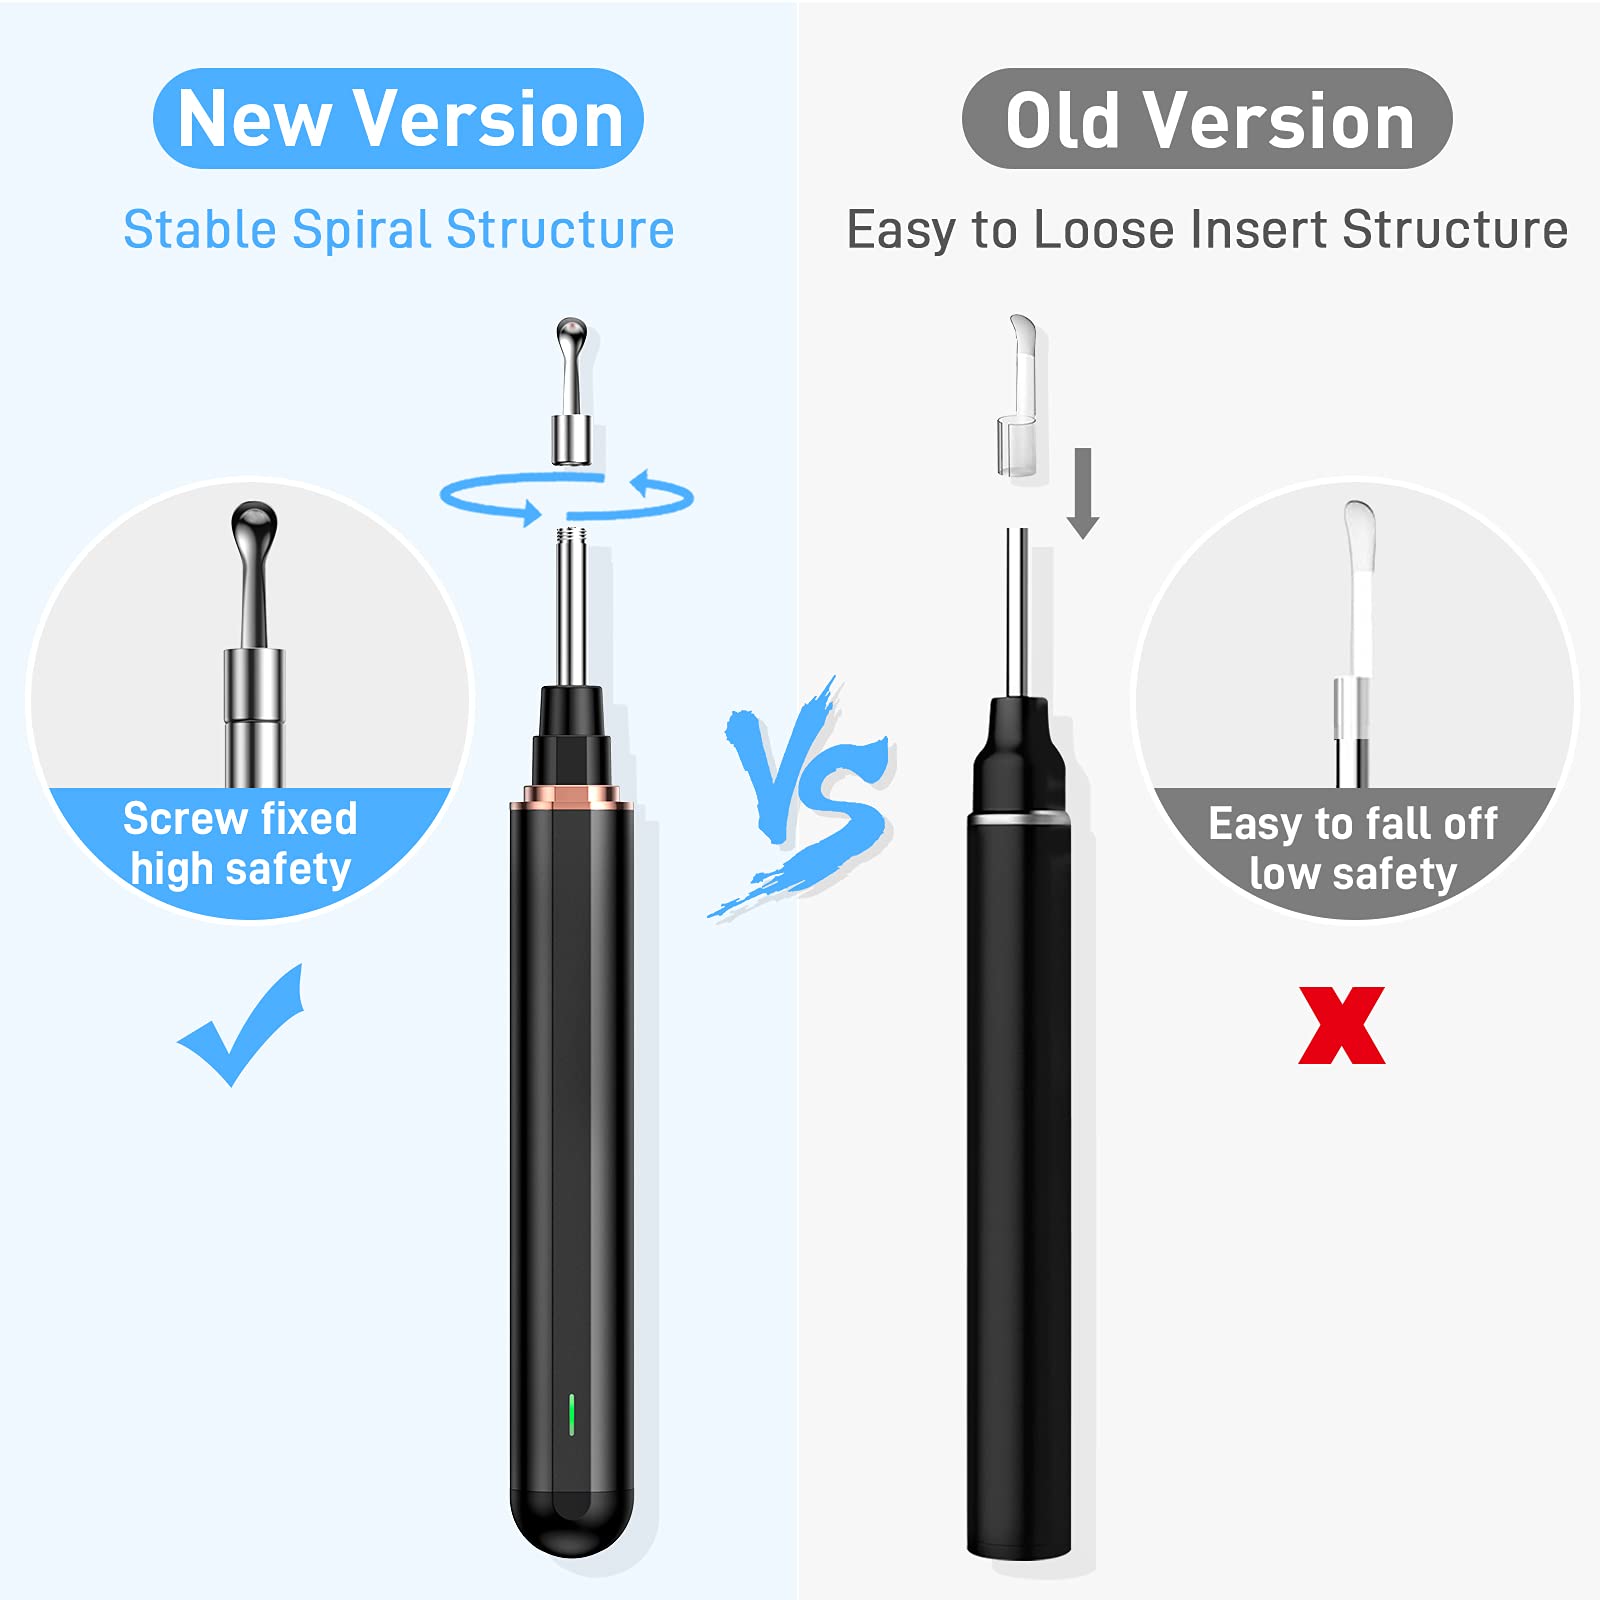 New Version
Stable Spiral Structure
Old Version
Easy to Loose Insert Structure
VS
Screw fixed
high safety
Easy to fall off
low safety
X